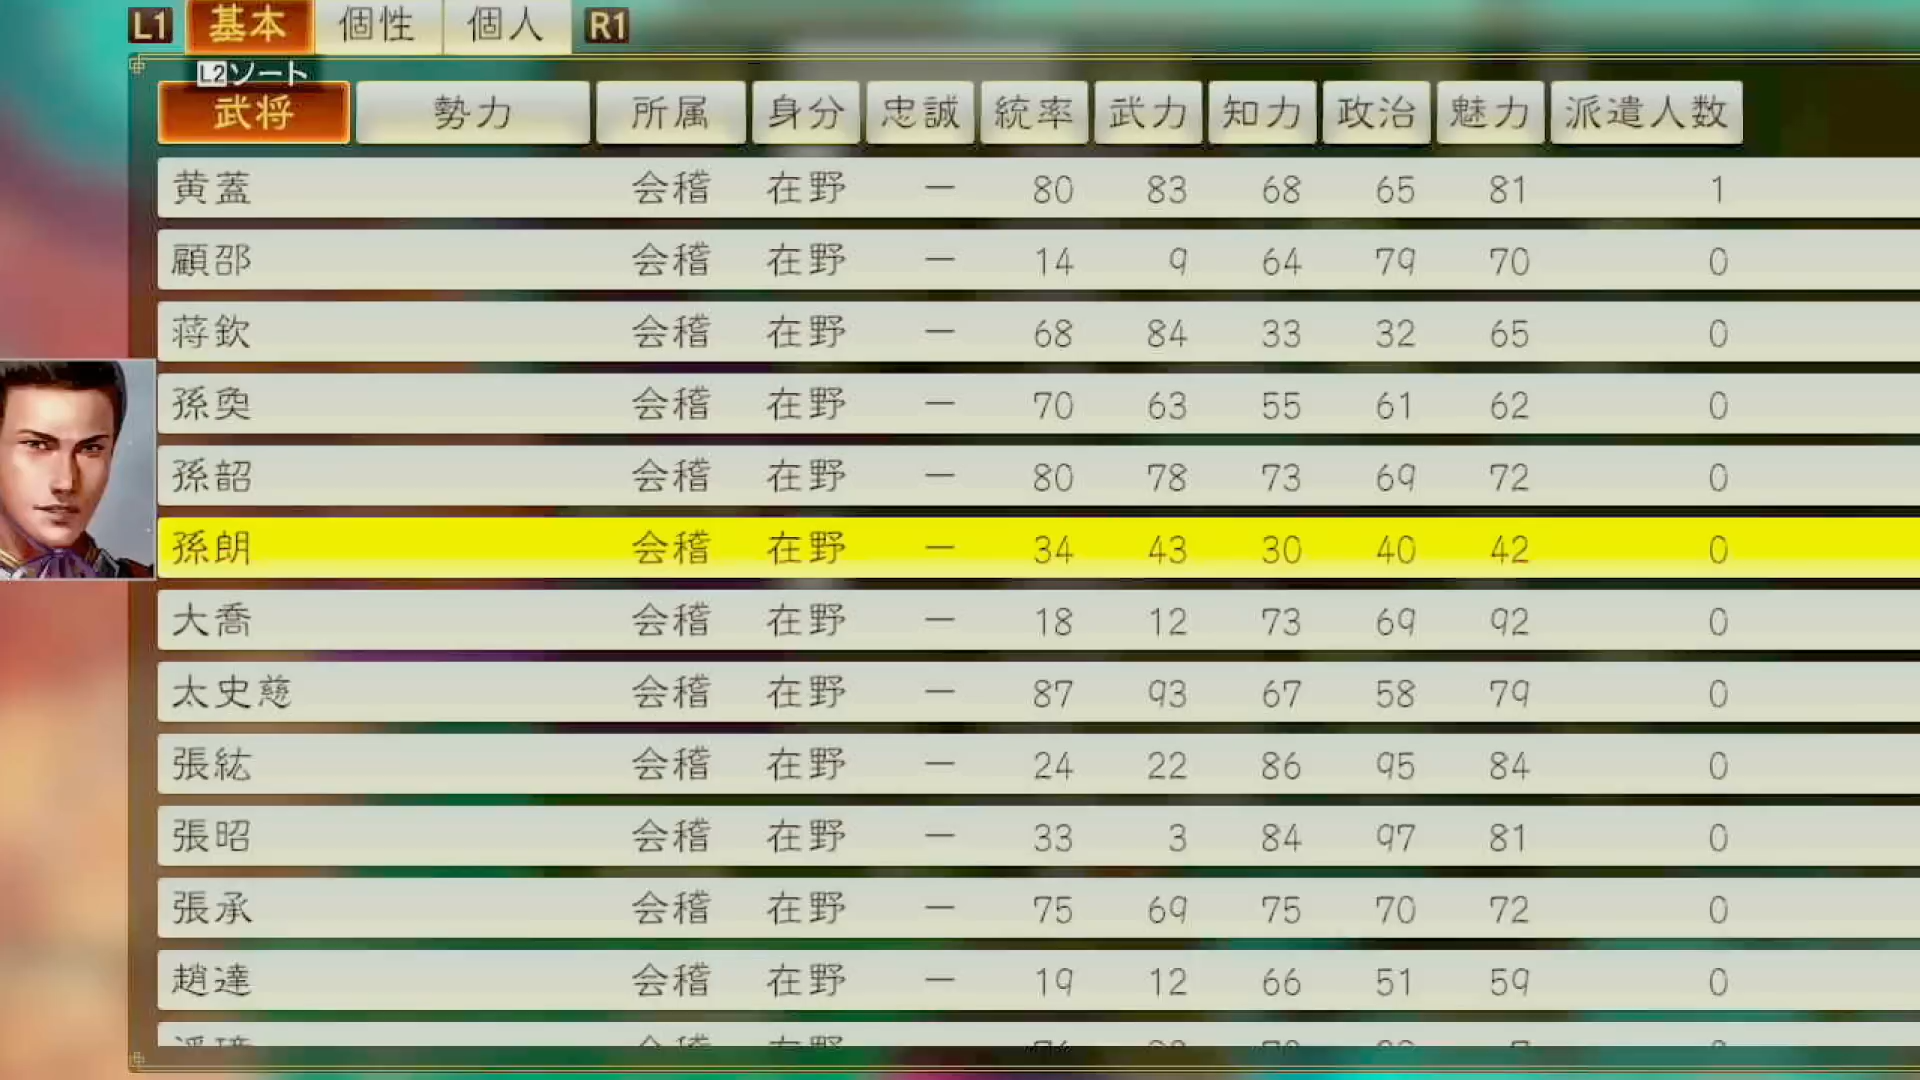 L1 基本 個性 個人 R1
L2ソート
武将 勢力 所属 身分 忠誠 統率 武力 知力 政治 魅力 派遣人数
黄蓋 会稽 在野 ー 80 83 68 65 81 1
顧邵 会稽 在野 ー 14 9 64 79 70 0
蒋欽 会稽 在野 ー 68 84 33 32 65 0
孫奐 会稽 在野 ー 70 63 55 61 62 0
孫韶 会稽 在野 ー 80 78 73 69 72 0
孫朗 会稽 在野 ー 34 43 30 40 42 0
大喬 会稽 在野 ー 18 12 73 69 92 0
太史慈 会稽 在野 ー 87 93 67 58 79 0
張紘 会稽 在野 ー 24 22 86 95 84 0
張昭 会稽 在野 ー 33 3 84 97 81 0
張承 会稽 在野 ー 75 69 75 70 72 0
趙達 会稽 在野 ー 19 12 66 51 59 0